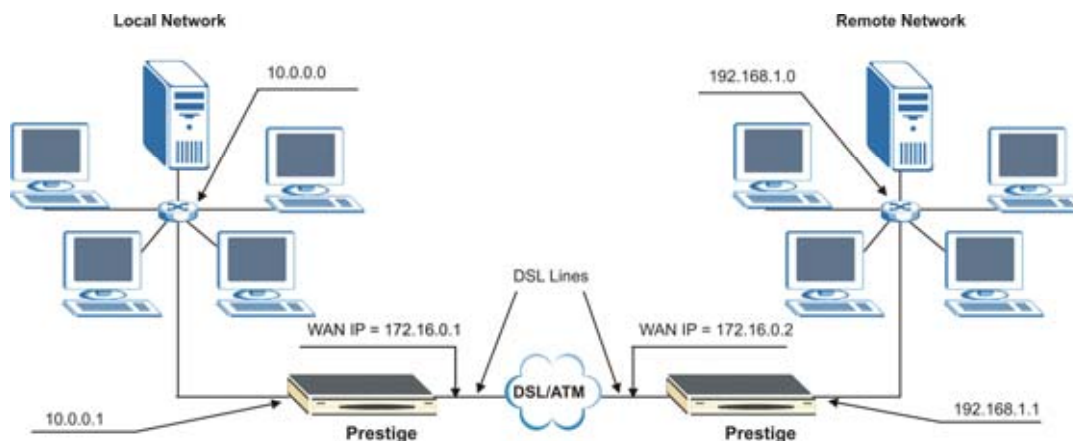 Local Network
Remote Network
10.0.0.0
192.168.1.0
DSL Lines
WAN IP = 172.16.0.1
WAN IP = 172.16.0.2
DSL/ATM
10.0.0.1
192.168.1.1
Prestige
Prestige